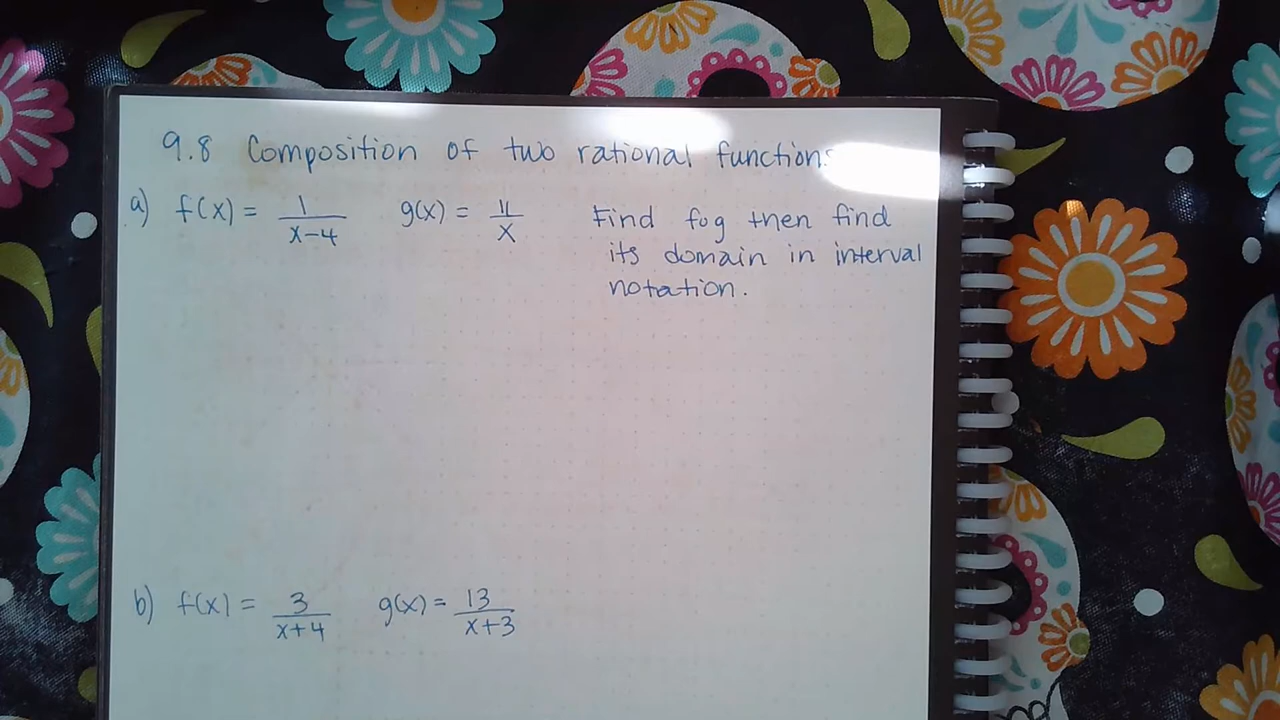 9.8 Composition of two rational functions
a) f(x) = 1/(x-4) g(x) = 11/x Find fog then find
its domain in interval
notation.
b) f(x) = 3/(x+4) g(x) = 13/(x+3)